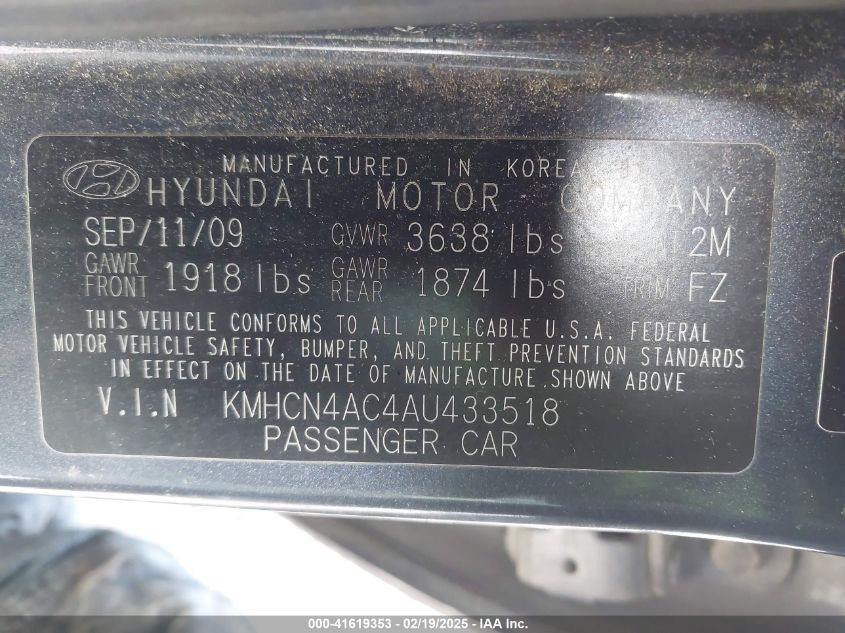 MANUFACTURED IN KOREA
HYUNDAI MOTOR COMPANY
SEP/11/09 GVWR 3638 lbs 2M
GAWR FRONT 1918 lbs GAWR REAR 1874 lbs TRIM FZ
THIS VEHICLE CONFORMS TO ALL APPLICABLE U.S.A. FEDERAL
MOTOR VEHICLE SAFETY, BUMPER, AND THEFT PREVENTION STANDARDS
IN EFFECT ON THE DATE OF MANUFACTURE SHOWN ABOVE
V.I.N KMHCN4AC4AU433518
PASSENGER CAR
000-41619353 - 02/19/2025 - IAA Inc.